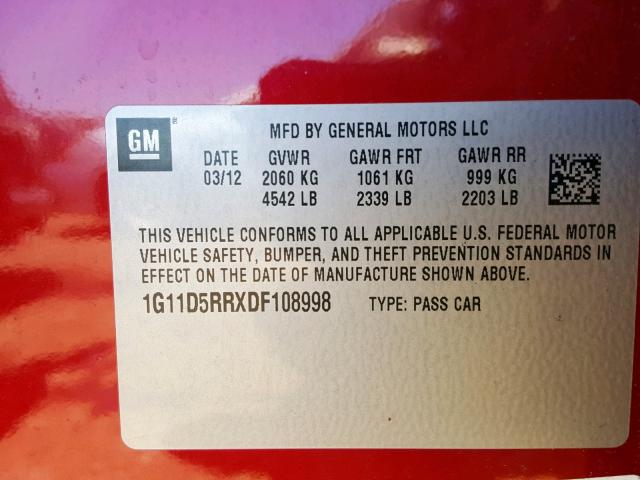 GM
MFD BY GENERAL MOTORS LLC
DATE GVWR GAWR FRT GAWR RR
03/12 2060 KG 1061 KG 999 KG
4542 LB 2339 LB 2203 LB
THIS VEHICLE CONFORMS TO ALL APPLICABLE U.S. FEDERAL MOTOR
VEHICLE SAFETY, BUMPER, AND THEFT PREVENTION STANDARDS IN
EFFECT ON THE DATE OF MANUFACTURE SHOWN ABOVE.
1G11D5RRXDF108998 TYPE: PASS CAR